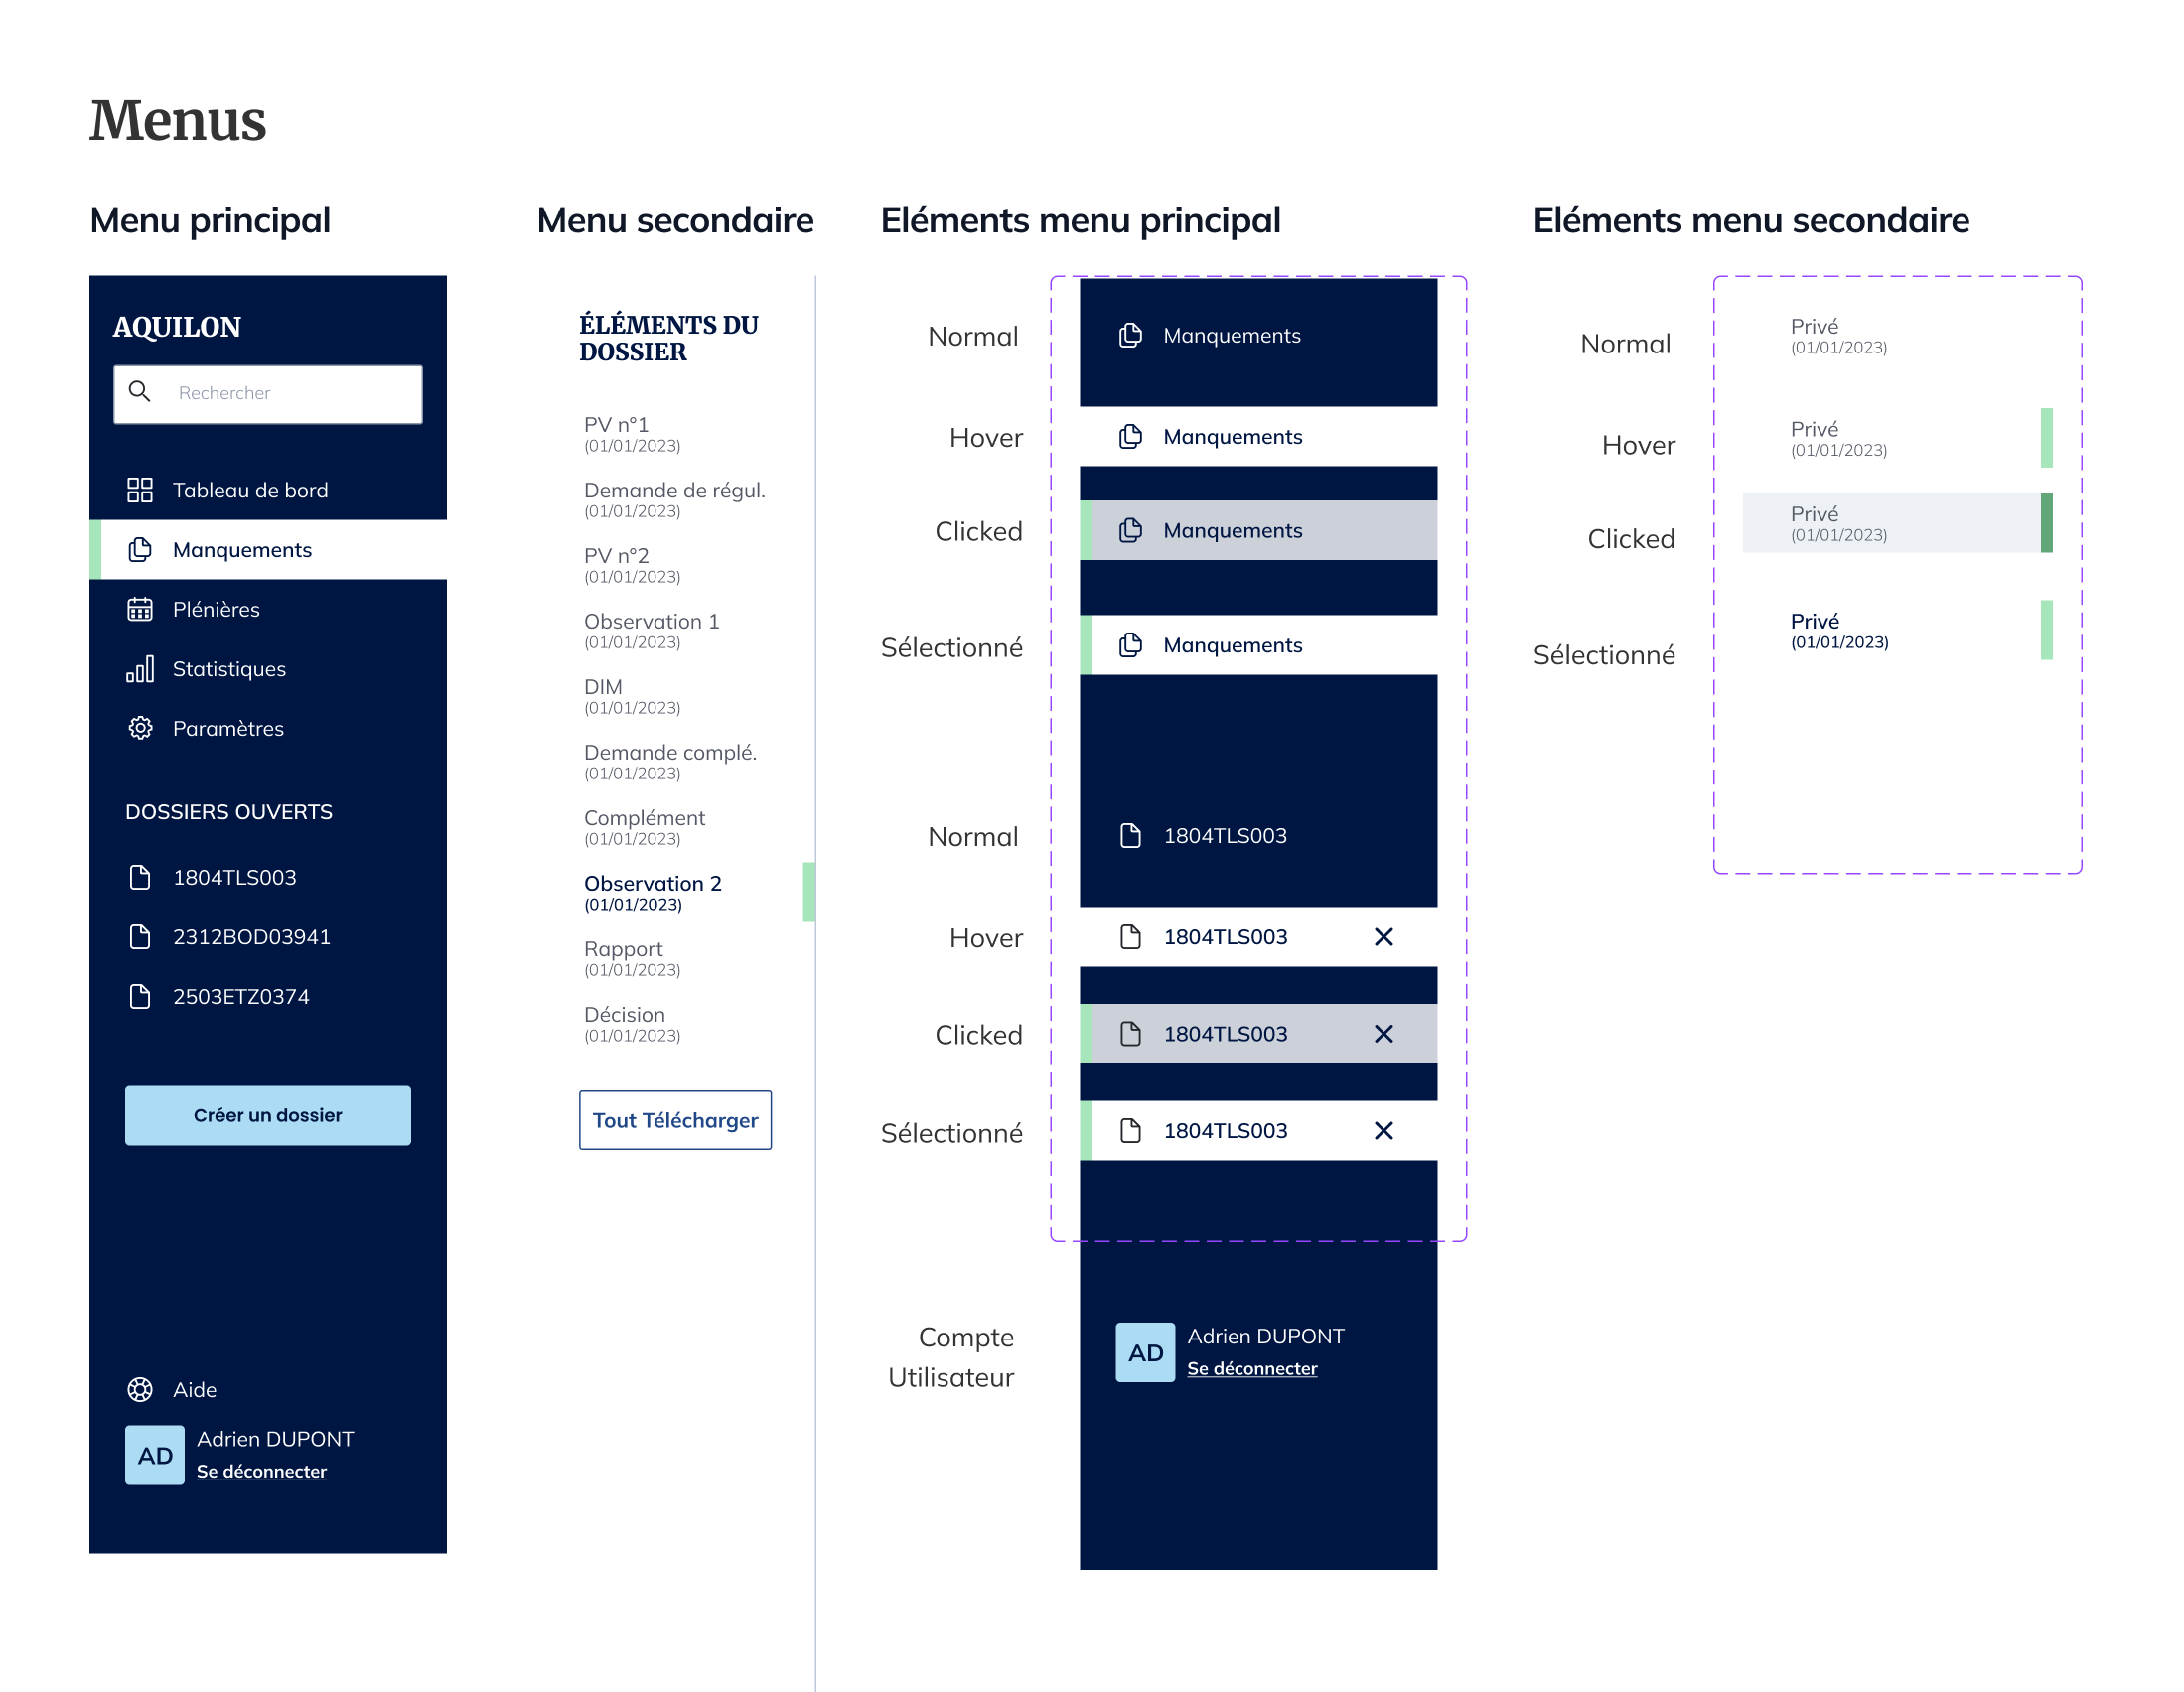 Menus
Menu principal
AQUILON
Rechercher
Tableau de bord
Manquements
Plénières
Statistiques
Paramètres
DOSSIERS OUVERTS
1804TLS003
2312BOD03941
2503ETZ0374
Créer un dossier
Aide
AD
Adrien DUPONT
Se déconnecter
Menu secondaire
ÉLÉMENTS DU
DOSSIER
PV n°1
(01/01/2023)
Demande de régul.
(01/01/2023)
PV n°2
(01/01/2023)
Observation 1
(01/01/2023)
DIM
(01/01/2023)
Demande complé.
(01/01/2023)
Complément
(01/01/2023)
Observation 2
(01/01/2023)
Rapport
(01/01/2023)
Décision
(01/01/2023)
Tout Télécharger
Eléments menu principal
Normal
Manquements
Hover
Manquements
Clicked
Manquements
Sélectionné
Manquements
Normal
1804TLS003
Hover
1804TLS003
Clicked
1804TLS003
Sélectionné
1804TLS003
Compte
Utilisateur
AD
Adrien DUPONT
Se déconnecter
Eléments menu secondaire
Normal
Privé
(01/01/2023)
Hover
Privé
(01/01/2023)
Clicked
Privé
(01/01/2023)
Sélectionné
Privé
(01/01/2023)